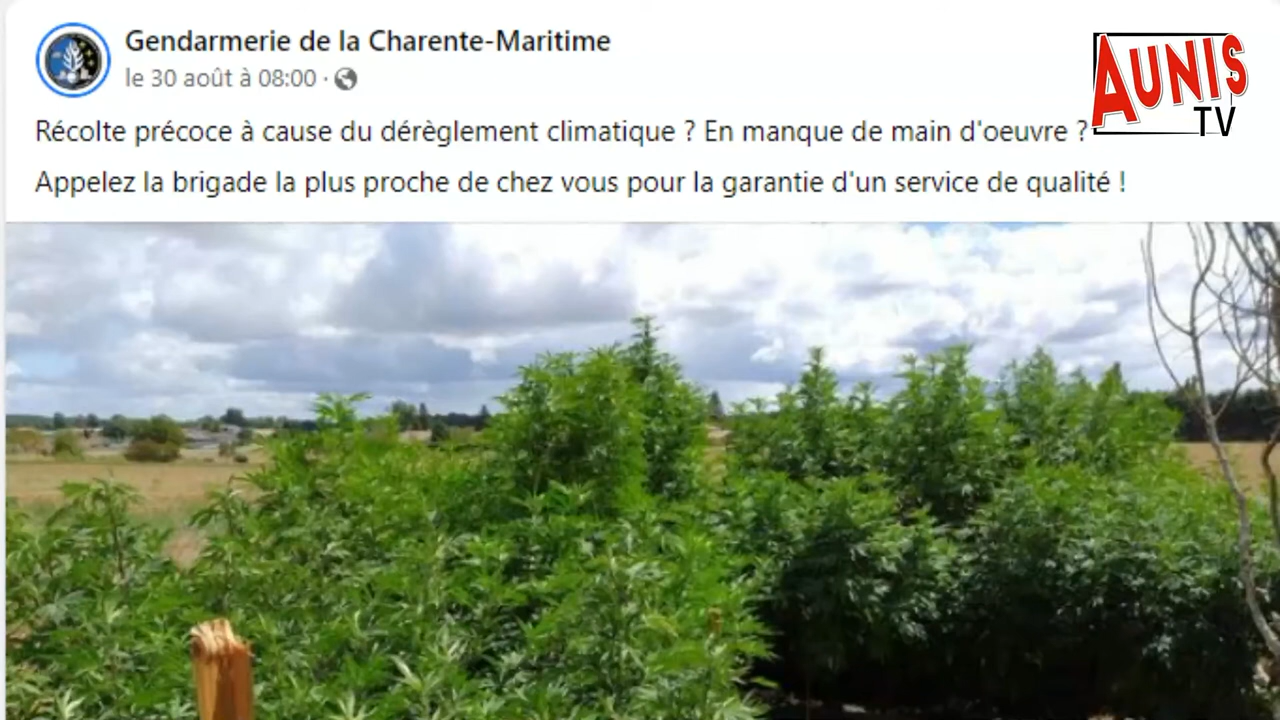 Gendarmerie de la Charente-Maritime
le 30 août à 08:00 ·
AUNIS
TV
Récolte précoce à cause du dérèglement climatique ? En manque de main d'oeuvre ?
Appelez la brigade la plus proche de chez vous pour la garantie d'un service de qualité !